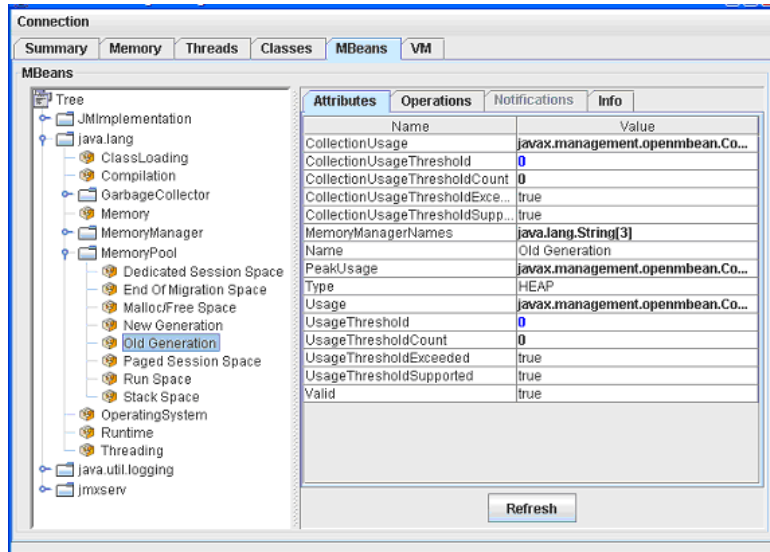 Connection
Summary Memory Threads Classes MBeans VM
MBeans
Tree
JMImplementation
java.lang
ClassLoading
Compilation
GarbageCollector
Memory
MemoryManager
MemoryPool
Dedicated Session Space
End Of Migration Space
Malloc/Free Space
New Generation
Old Generation
Paged Session Space
Run Space
Stack Space
OperatingSystem
Runtime
Threading
java.util.logging
jmxserv
Attributes Operations Notifications Info
Name Value
CollectionUsage javax.management.openmbean.Co...
CollectionUsageThreshold 0
CollectionUsageThresholdCount 0
CollectionUsageThresholdExce... true
CollectionUsageThresholdSupp... true
MemoryManagerNames java.lang.String[3]
Name Old Generation
PeakUsage javax.management.openmbean.Co...
Type HEAP
Usage javax.management.openmbean.Co...
UsageThreshold 0
UsageThresholdCount 0
UsageThresholdExceeded true
UsageThresholdSupported true
Valid true
Refresh